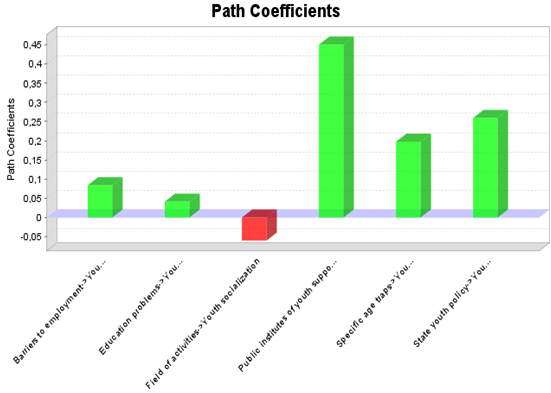 Path Coefficients
Path Coefficients
0,45
0,4
0,35
0,3
0,25
0,2
0,15
0,1
0,05
0
-0,05
Barriers to employment->You...
Education problems->You...
Field of activities->Youth socialization
Public institutes of youth suppo...
Specific age traps->You...
State youth policy->You...